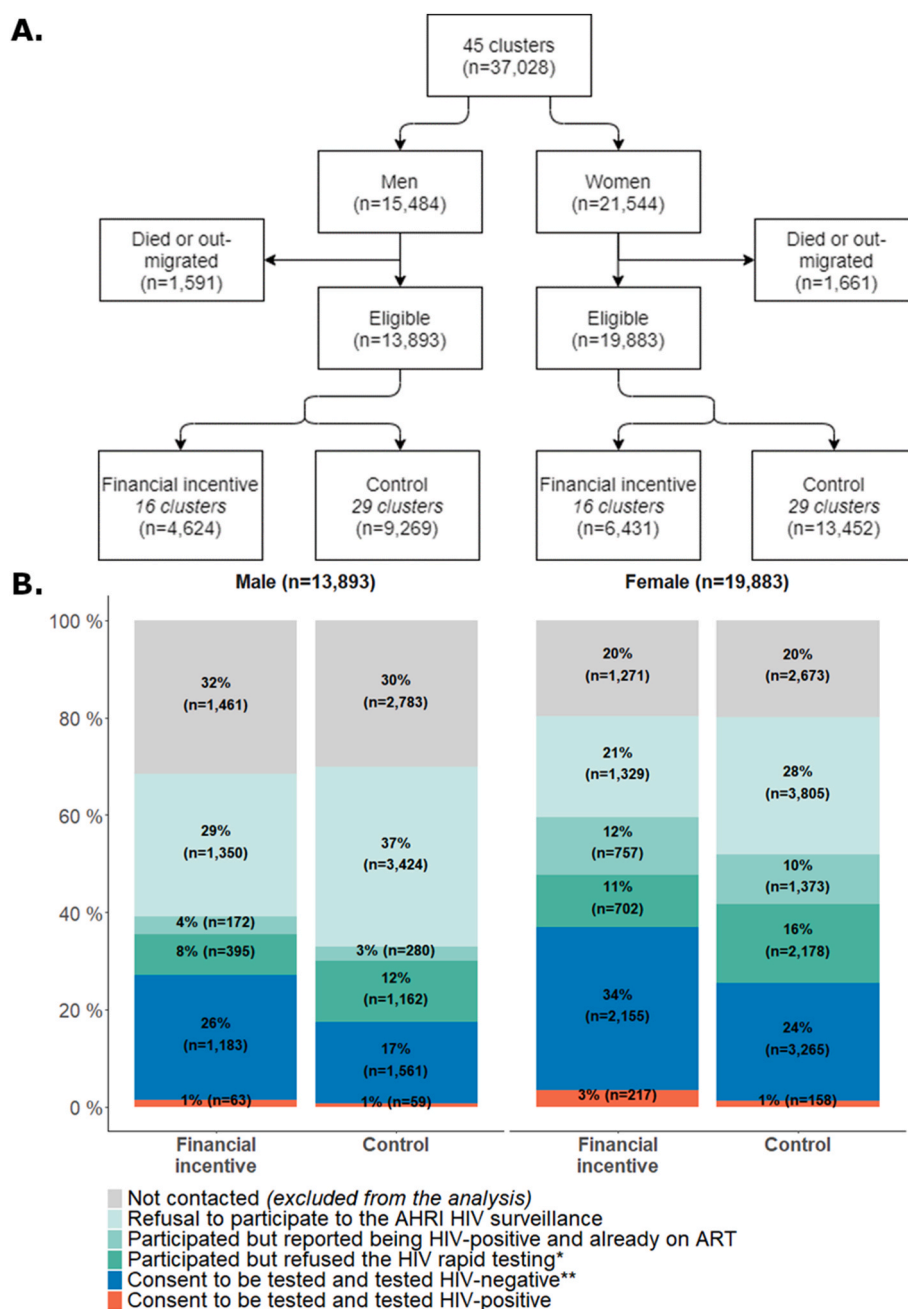 A.
45 clusters
(n=37,028)
Men
(n=15,484)
Women
(n=21,544)
Died or out-
migrated
(n=1,591)
Died or out-
migrated
(n=1,661)
Eligible
(n=13,893)
Eligible
(n=19,883)
Financial incentive
16 clusters
(n=4,624)
Control
29 clusters
(n=9,269)
Financial incentive
16 clusters
(n=6,431)
Control
29 clusters
(n=13,452)
B.
Male (n=13,893)
Female (n=19,883)
100 %
80 %
60 %
40 %
20 %
0 %
32%
(n=1,461)
29%
(n=1,350)
4% (n=172)
8% (n=395)
26%
(n=1,183)
1% (n=63)
30%
(n=2,783)
37%
(n=3,424)
3% (n=280)
12%
(n=1,162)
17%
(n=1,561)
1% (n=59)
20%
(n=1,271)
21%
(n=1,329)
12%
(n=757)
11%
(n=702)
34%
(n=2,155)
3% (n=217)
20%
(n=2,673)
28%
(n=3,805)
10%
(n=1,373)
16%
(n=2,178)
24%
(n=3,265)
1% (n=158)
Financial
incentive
Control
Financial
incentive
Control
Not contacted (excluded from the analysis)
Refusal to participate to the AHRI HIV surveillance
Participated but reported being HIV-positive and already on ART
Participated but refused the HIV rapid testing*
Consent to be tested and tested HIV-negative**
Consent to be tested and tested HIV-positive